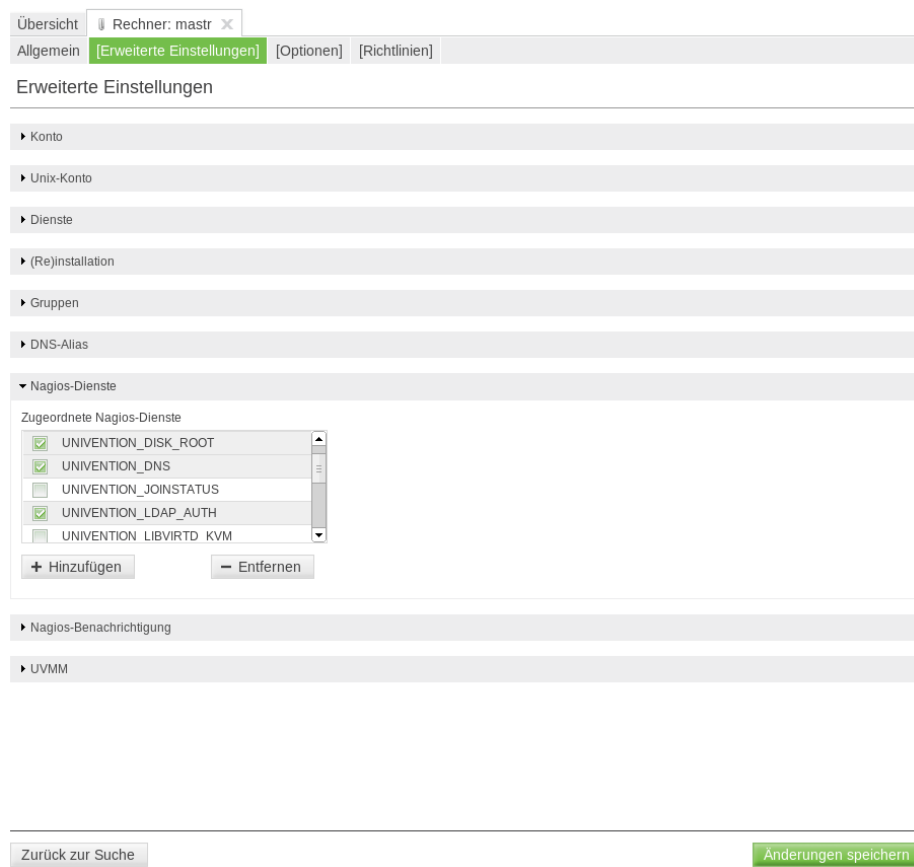 Übersicht Rechner: mastr
Allgemein [Erweiterte Einstellungen] [Optionen] [Richtlinien]
Erweiterte Einstellungen
Konto
Unix-Konto
Dienste
(Re)installation
Gruppen
DNS-Alias
Nagios-Dienste
Zugeordnete Nagios-Dienste
UNIVENTION_DISK_ROOT
UNIVENTION_DNS
UNIVENTION_JOINSTATUS
UNIVENTION_LDAP_AUTH
UNIVENTION_LIBVIRTD_KVM
Hinzufügen Entfernen
Nagios-Benachrichtigung
UVMM
Zurück zur Suche Änderungen speichern